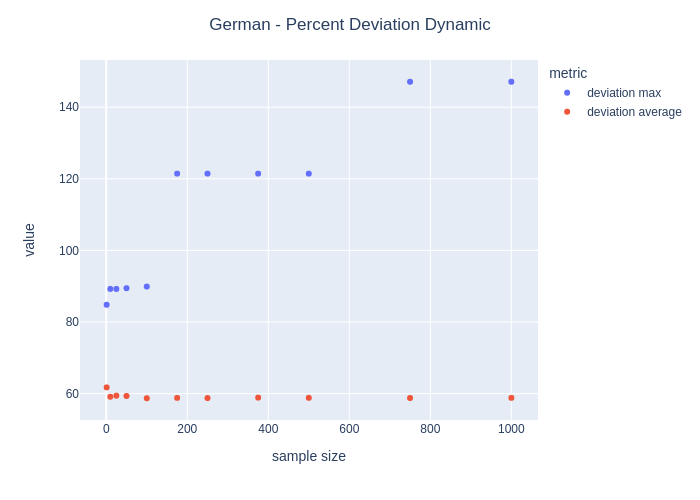 German - Percent Deviation Dynamic
metric
deviation max
deviation average
140
120
100
80
60
value
0
200
400
600
800
1000
sample size